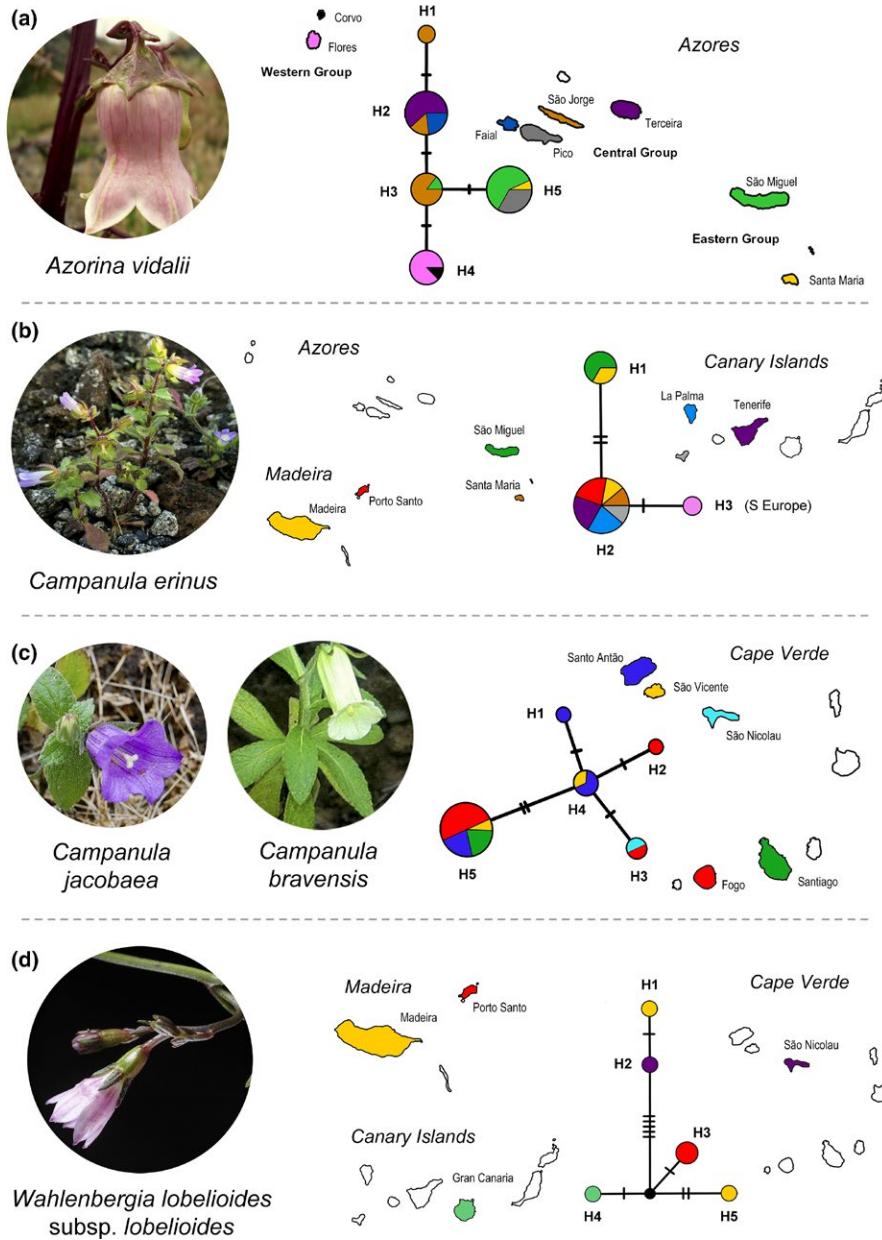 (a)
Corvo
Flores
Western Group
H1
Azores
H2
São Jorge
Terceira
Faial
Pico
Central Group
H3
H5
São Miguel
Eastern Group
H4
Santa Maria
Azorina vidalii
(b)
Azores
H1
Canary Islands
La Palma
Tenerife
São Miguel
Santa Maria
Madeira
Porto Santo
Madeira
H3 (S Europe)
H2
Campanula erinus
(c)
Cape Verde
Santo Antão
São Vicente
São Nicolau
H1
H2
H4
H3
H5
Fogo
Santiago
Campanula
jacobaea
Campanula
bravensis
(d)
Madeira
Porto Santo
Madeira
H1
Cape Verde
São Nicolau
H2
H3
Canary Islands
Gran Canaria
H4
H5
Wahlenbergia lobelioides
subsp. lobelioides